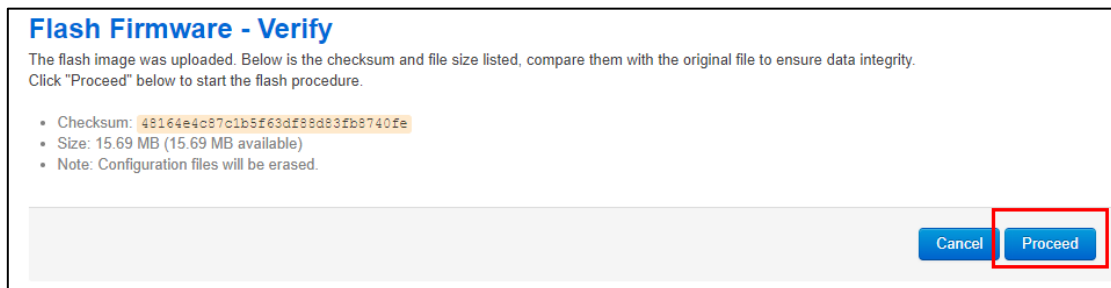 Flash Firmware - Verify
The flash image was uploaded. Below is the checksum and file size listed, compare them with the original file to ensure data integrity.
Click "Proceed" below to start the flash procedure.
Checksum: 48164e4c87c1b5f63df88d83fb8740fe
Size: 15.69 MB (15.69 MB available)
Note: Configuration files will be erased.
Cancel Proceed